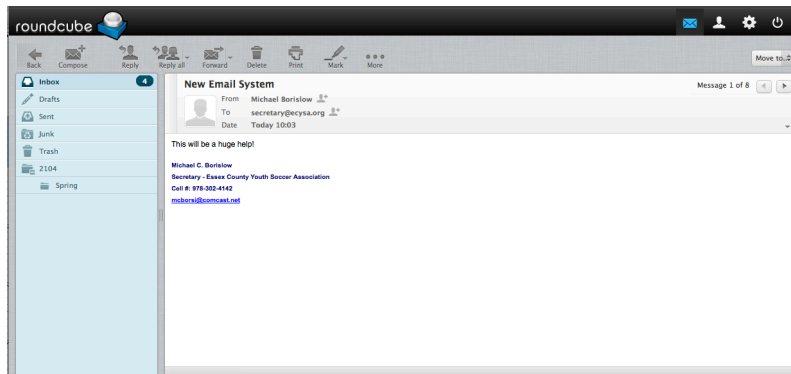 roundcube
Back Compose Reply Reply all Forward Delete Print Mark More Move to...
Inbox 4
Drafts
Sent
Junk
Trash
2104
Spring
New Email System Message 1 of 8
From Michael Borislow
To secretary@ecysa.org
Date Today 10:03
This will be a huge help!
Michael C. Borislow
Secretary - Essex County Youth Soccer Association
Cell #: 978-302-4142
mcborsi@comcast.net